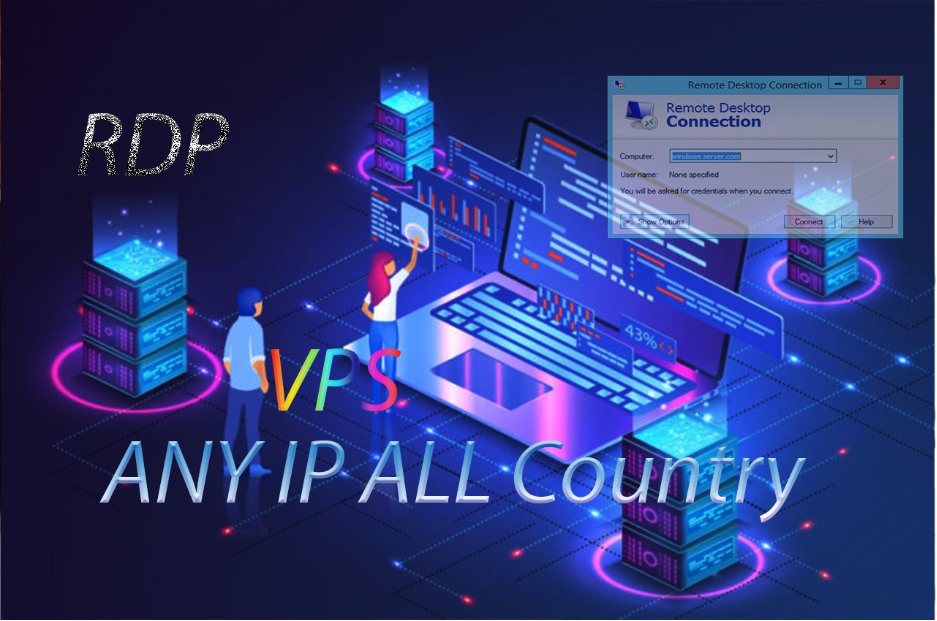 RDP
Remote Desktop Connection
Remote Desktop
Connection
Computer: windows.server.com
User name: None specified
You will be asked for credentials when you connect.
Show Options Connect Help
43%
VPS
ANY IP ALL Country